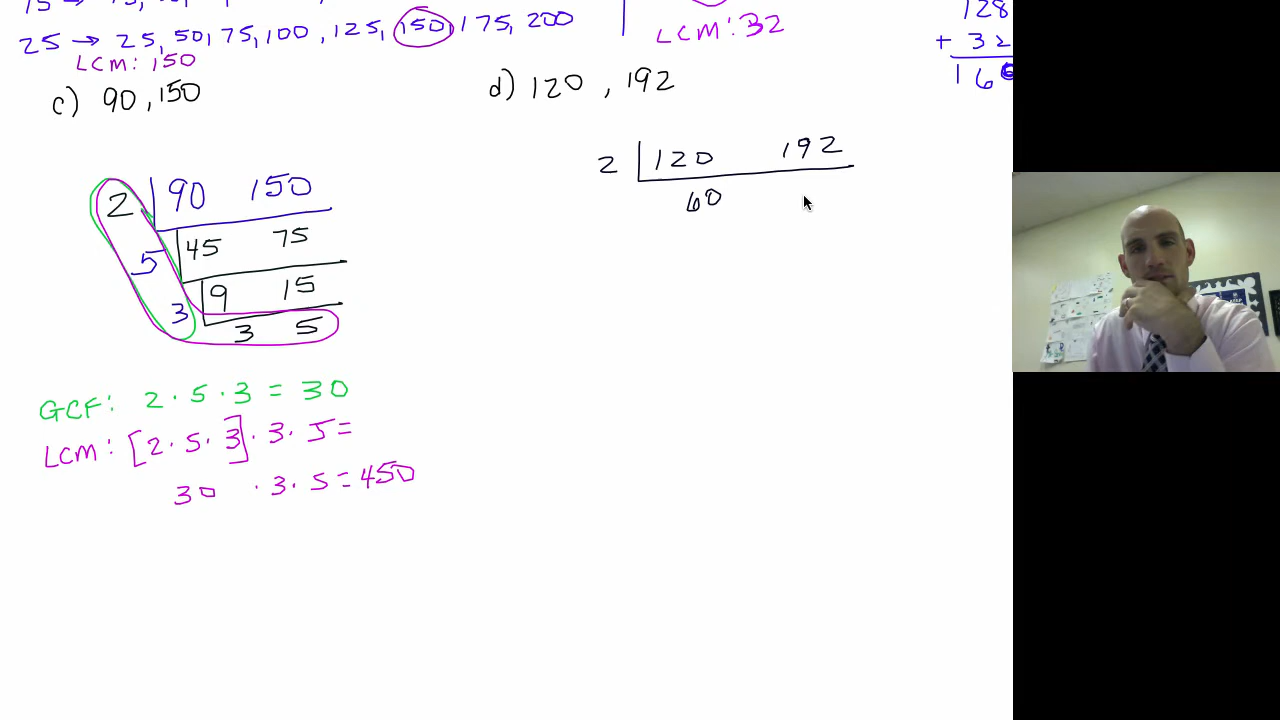 25 → 25, 50, 75, 100, 125, 150, 175, 200
LCM: 150
LCM: 32
128
+ 32
16
c) 90, 150
d) 120, 192
2 90 150
5 45 75
3 9 15
3 5
GCF: 2 · 5 · 3 = 30
LCM: [2 · 5 · 3] · 3 · 5 =
30 · 3 · 5 = 450
2 120 192
60